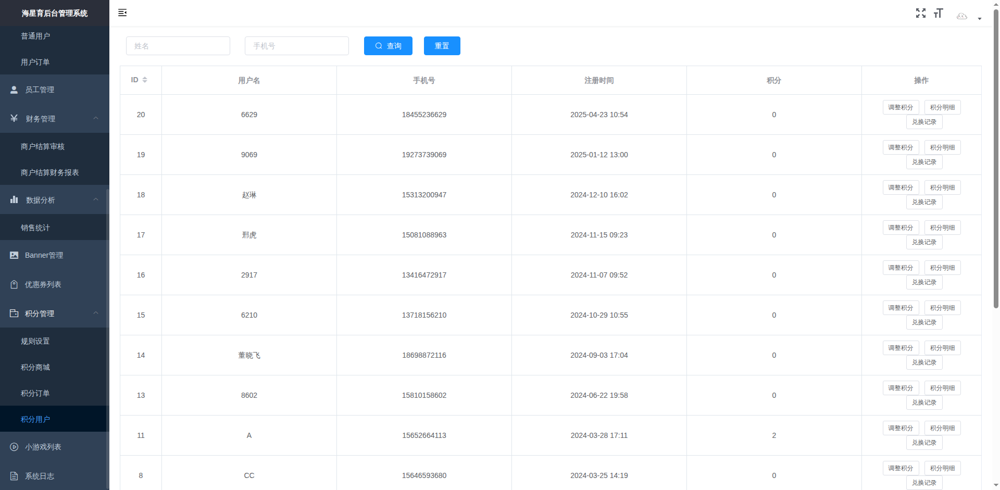 海星育后台管理系统
普通用户
用户订单
员工管理
财务管理
商户结算审核
商户结算财务报表
数据分析
销售统计
Banner管理
优惠券列表
积分管理
规则设置
积分商城
积分订单
积分用户
小游戏列表
系统日志
姓名 手机号 查询 重置
ID 用户名 手机号 注册时间 积分 操作
20 6629 18455236629 2025-04-23 10:54 0 调整积分 积分明细
兑换记录
19 9069 19273739069 2025-01-12 13:00 0 调整积分 积分明细
兑换记录
18 赵琳 15313200947 2024-12-10 16:02 0 调整积分 积分明细
兑换记录
17 邢虎 15081088963 2024-11-15 09:23 0 调整积分 积分明细
兑换记录
16 2917 13416472917 2024-11-07 09:52 0 调整积分 积分明细
兑换记录
15 6210 13718156210 2024-10-29 10:55 0 调整积分 积分明细
兑换记录
14 董晓飞 18698872116 2024-09-03 17:04 0 调整积分 积分明细
兑换记录
13 8602 15810158602 2024-06-22 19:58 0 调整积分 积分明细
兑换记录
11 A 15652664113 2024-03-28 17:11 2 调整积分 积分明细
兑换记录
8 CC 15646593680 2024-03-25 14:19 0 调整积分 积分明细
兑换记录